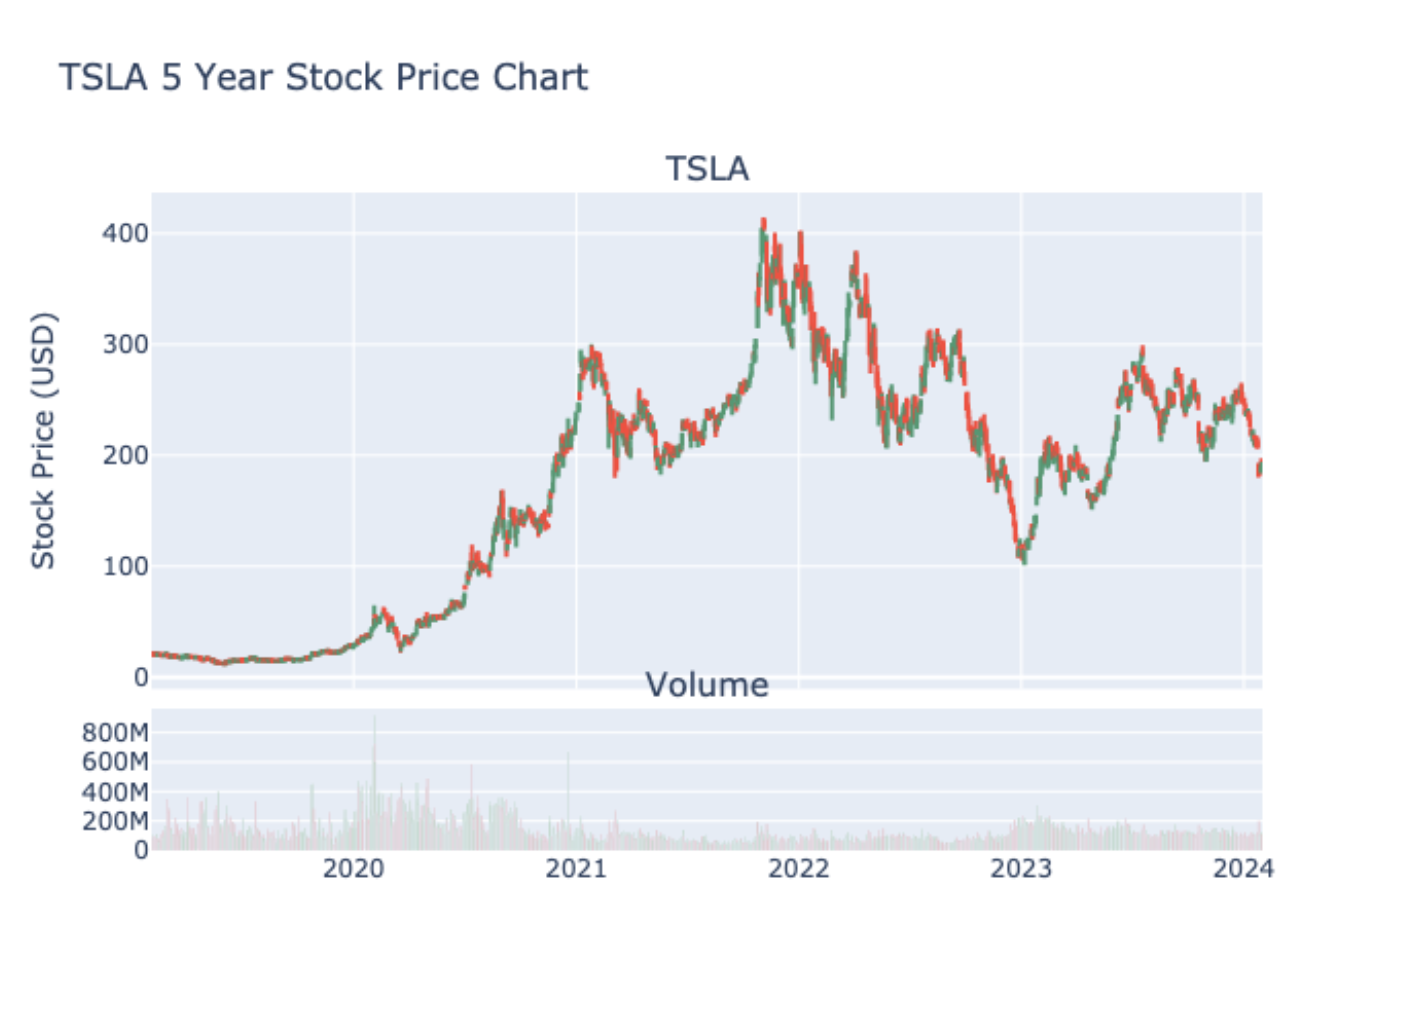 TSLA 5 Year Stock Price Chart
TSLA
Stock Price (USD)
400
300
200
100
0
Volume
800M
600M
400M
200M
0
2020 2021 2022 2023 2024